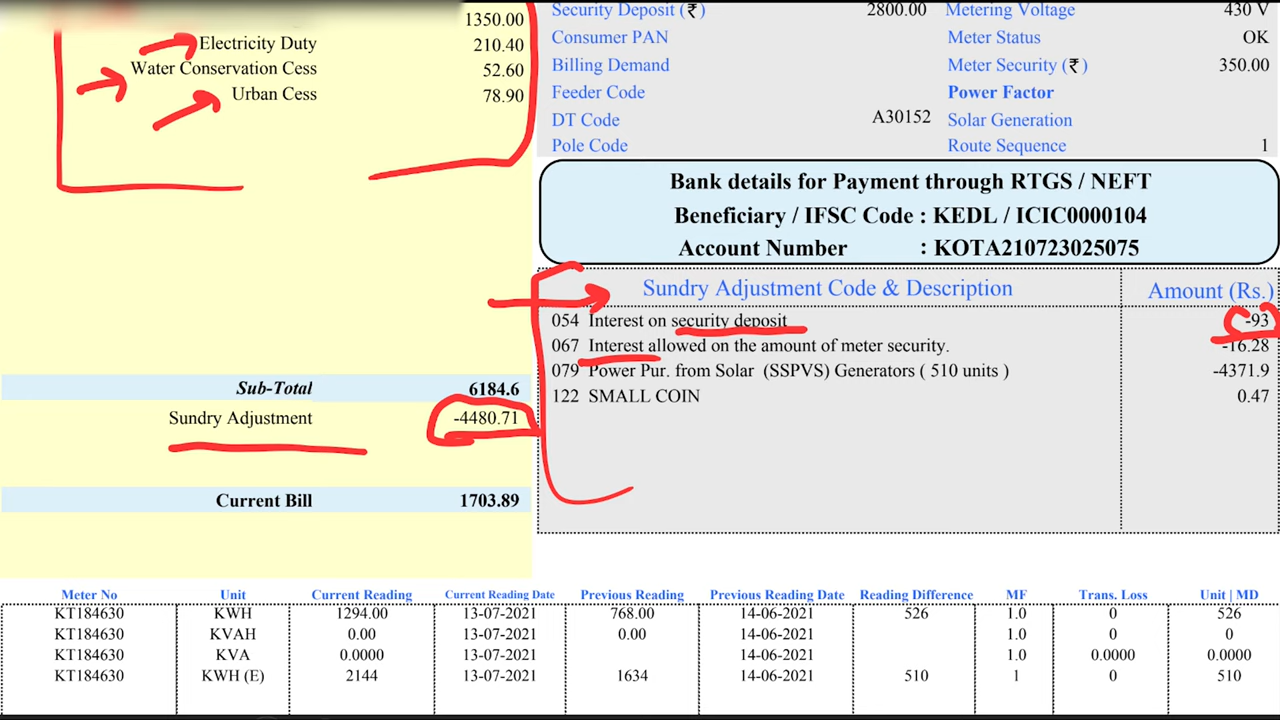 1350.00
Electricity Duty 210.40
Water Conservation Cess 52.60
Urban Cess 78.90
Sub-Total 6184.6
Sundry Adjustment -4480.71
Current Bill 1703.89
Security Deposit (₹) 2800.00 Metering Voltage 430 V
Consumer PAN Meter Status OK
Billing Demand Meter Security (₹) 350.00
Feeder Code Power Factor
DT Code A30152 Solar Generation
Pole Code Route Sequence 1
Bank details for Payment through RTGS / NEFT
Beneficiary / IFSC Code : KEDL / ICIC0000104
Account Number : KOTA210723025075
Sundry Adjustment Code & Description Amount (Rs.)
054 Interest on security deposit -93
067 Interest allowed on the amount of meter security. -16.28
079 Power Pur. from Solar (SSPVS) Generators ( 510 units ) -4371.9
122 SMALL COIN 0.47
Meter No Unit Current Reading Current Reading Date Previous Reading Previous Reading Date Reading Difference MF Trans. Loss Unit | MD
KT184630 KWH 1294.00 13-07-2021 768.00 14-06-2021 526 1.0 0 526
KT184630 KVAH 0.00 13-07-2021 0.00 14-06-2021 1.0 0 0
KT184630 KVA 0.0000 13-07-2021 14-06-2021 1.0 0.0000 0.0000
KT184630 KWH (E) 2144 13-07-2021 1634 14-06-2021 510 1 0 510